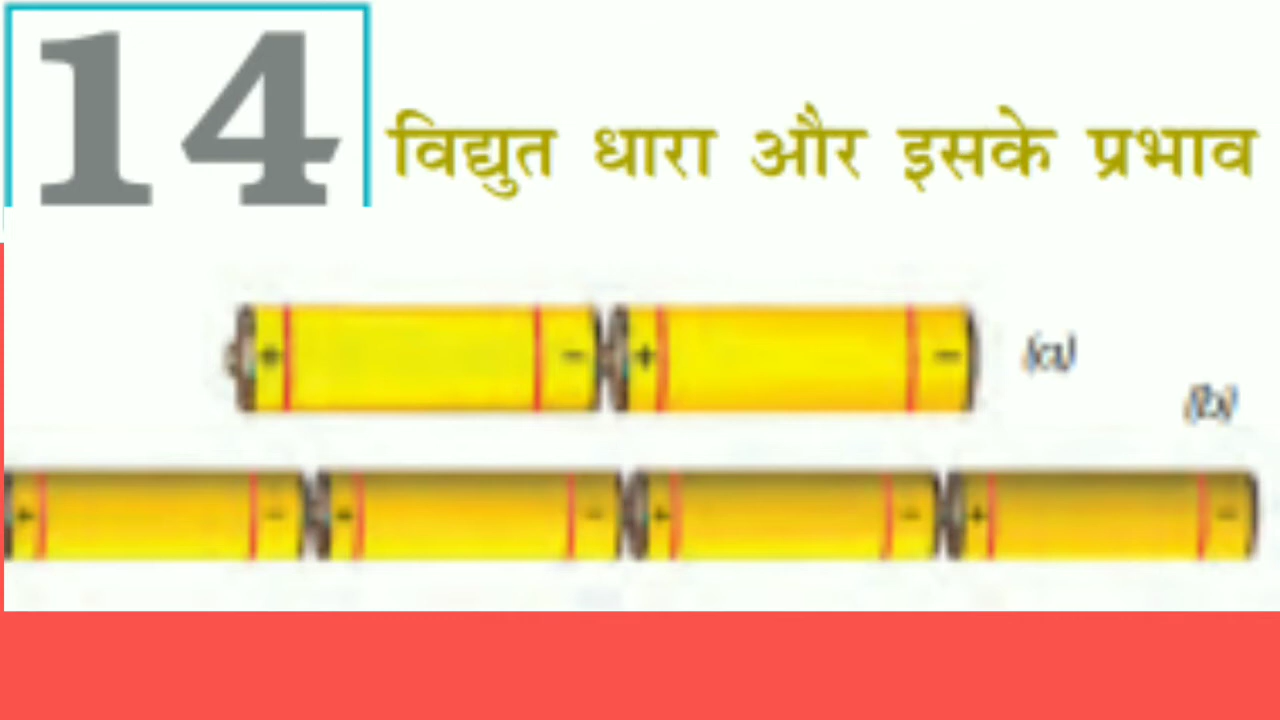 14 विद्युत धारा और इसके प्रभाव
+ - + - (a)
(b)
+ - + - + - + -